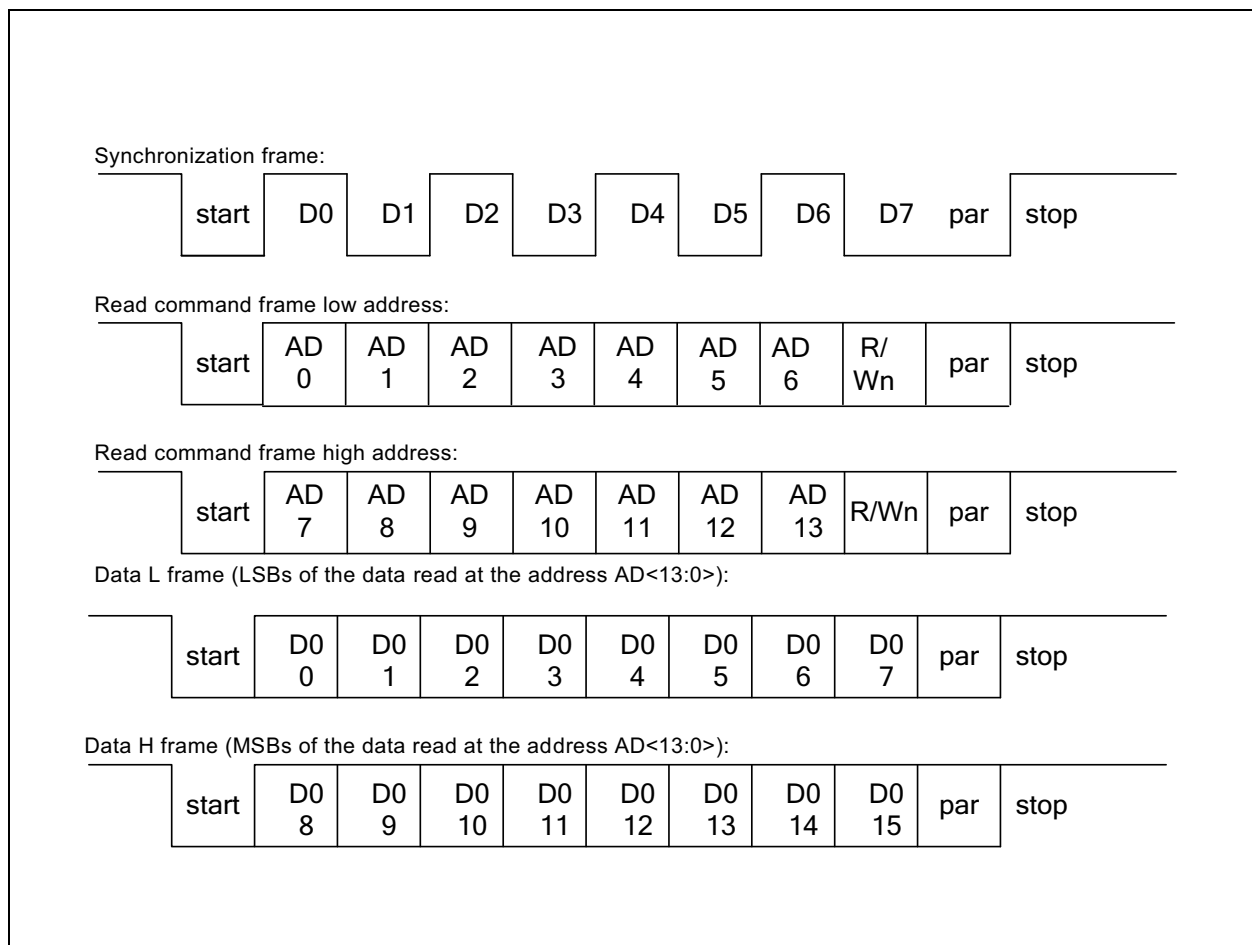 Synchronization frame:
start D0 D1 D2 D3 D4 D5 D6 D7 par stop
Read command frame low address:
start AD 0 AD 1 AD 2 AD 3 AD 4 AD 5 AD 6 R/ Wn par stop
Read command frame high address:
start AD 7 AD 8 AD 9 AD 10 AD 11 AD 12 AD 13 R/Wn par stop
Data L frame (LSBs of the data read at the address AD<13:0>):
start D0 0 D0 1 D0 2 D0 3 D0 4 D0 5 D0 6 D0 7 par stop
Data H frame (MSBs of the data read at the address AD<13:0>):
start D0 8 D0 9 D0 10 D0 11 D0 12 D0 13 D0 14 D0 15 par stop